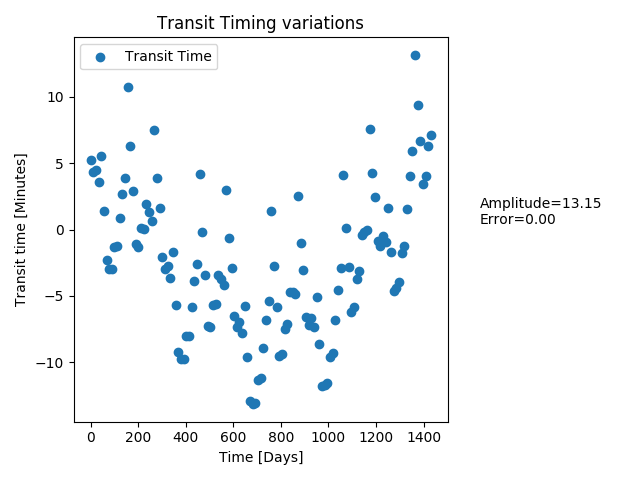 Transit Timing variations
Transit Time
Transit time [Minutes]
10
5
0
−5
−10
0 200 400 600 800 1000 1200 1400
Time [Days]
Amplitude=13.15
Error=0.00